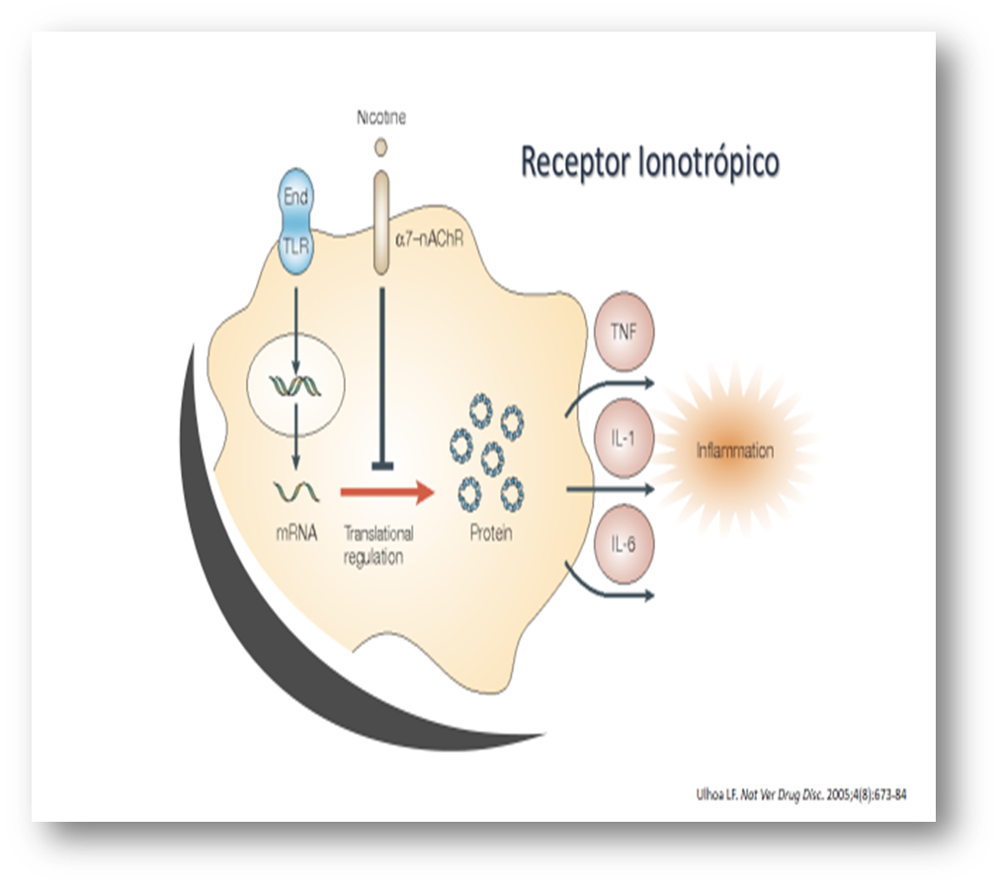 Nicotine
Receptor Ionotrópico
End
TLR
α7-nAChR
TNF
IL-1
Inflammation
mRNA
Translational
regulation
Protein
IL-6
Ulhoa LF. Nat Ver Drug Disc. 2005;4(8):673-84